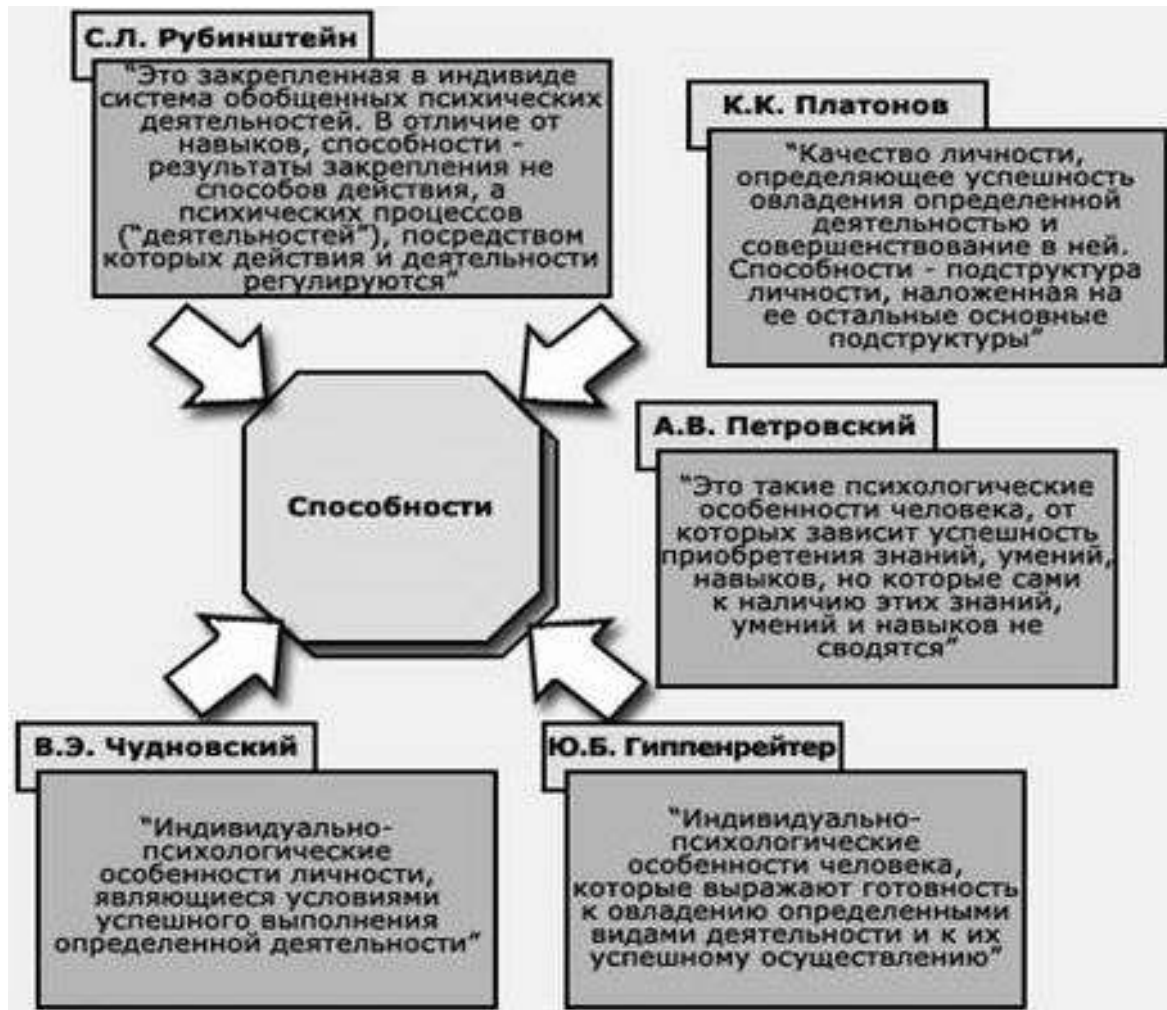 С.Л. Рубинштейн
“Это закрепленная в индивиде
система обобщенных психических
деятельностей. В отличие от
навыков, способности -
результаты закрепления не
способов действия, а
психических процессов
(“деятельностей”), посредством
которых действия и деятельности
регулируются”
К.К. Платонов
“Качество личности,
определяющее успешность
овладения определенной
деятельностью и
совершенствование в ней.
Способности - подструктура
личности, наложенная на
ее остальные основные
подструктуры”
А.В. Петровский
“Это такие психологические
особенности человека, от
которых зависит успешность
приобретения знаний, умений,
навыков, но которые сами
к наличию этих знаний,
умений и навыков не
сводятся”
Способности
В.Э. Чудновский
“Индивидуально-
психологические
особенности личности,
являющиеся условиями
успешного выполнения
определенной деятельности”
Ю.Б. Гиппенрейтер
“Индивидуально-
психологические
особенности человека,
которые выражают готовность
к овладению определенными
видами деятельности и к их
успешному осуществлению”